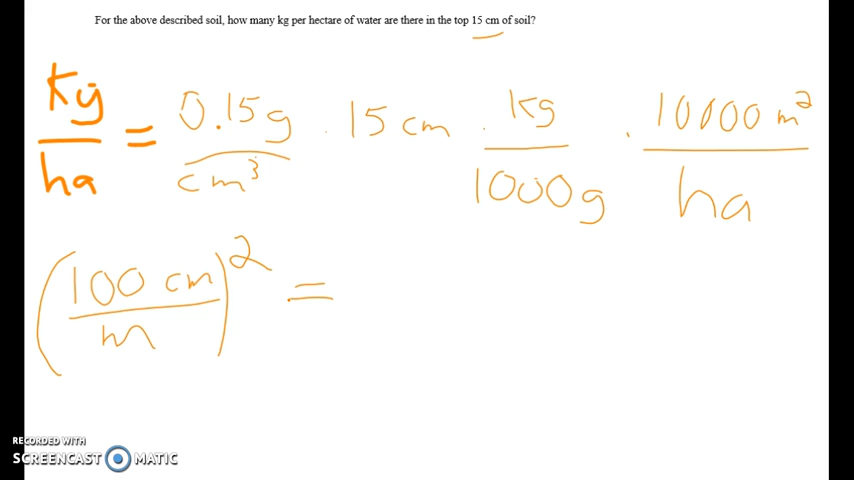 For the above described soil, how many kg per hectare of water are there in the top 15 cm of soil?
kg/ha = 0.15g/cm³ · 15 cm · kg/1000g · 10000 m²/ha
(100 cm/m)² =
RECORDED WITH
SCREENCAST MATIC